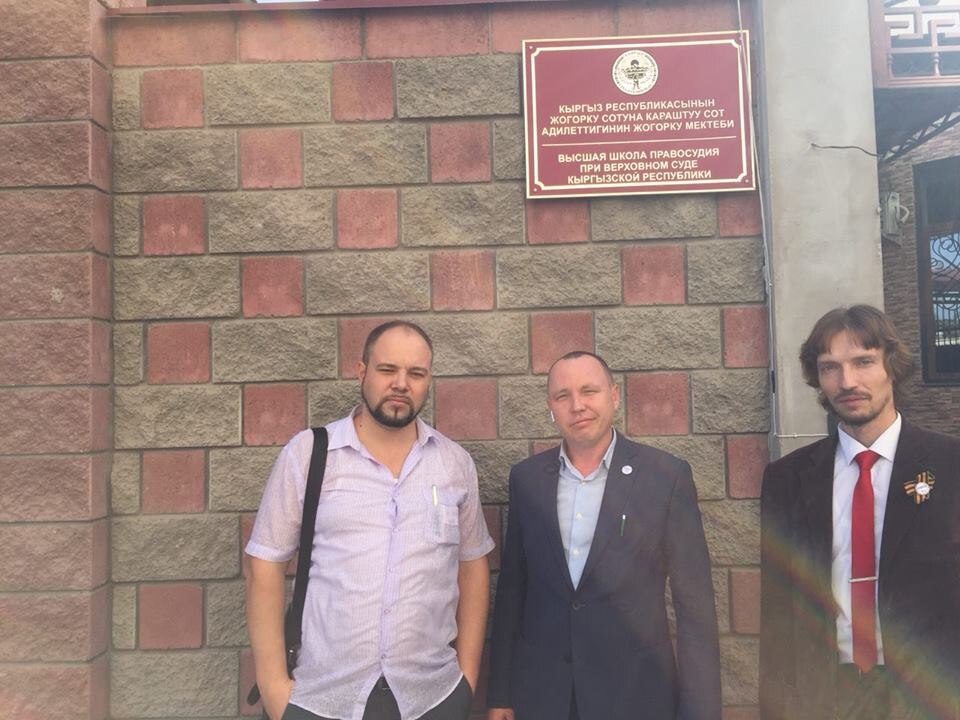 КЫРГЫЗ РЕСПУБЛИКАСЫНЫН
ЖОГОРКУ СОТУНА КАРАШТУУ СОТ
АДИЛЕТТИГИНИН ЖОГОРКУ МЕКТЕБИ
ВЫСШАЯ ШКОЛА ПРАВОСУДИЯ
ПРИ ВЕРХОВНОМ СУДЕ
КЫРГЫЗСКОЙ РЕСПУБЛИКИ